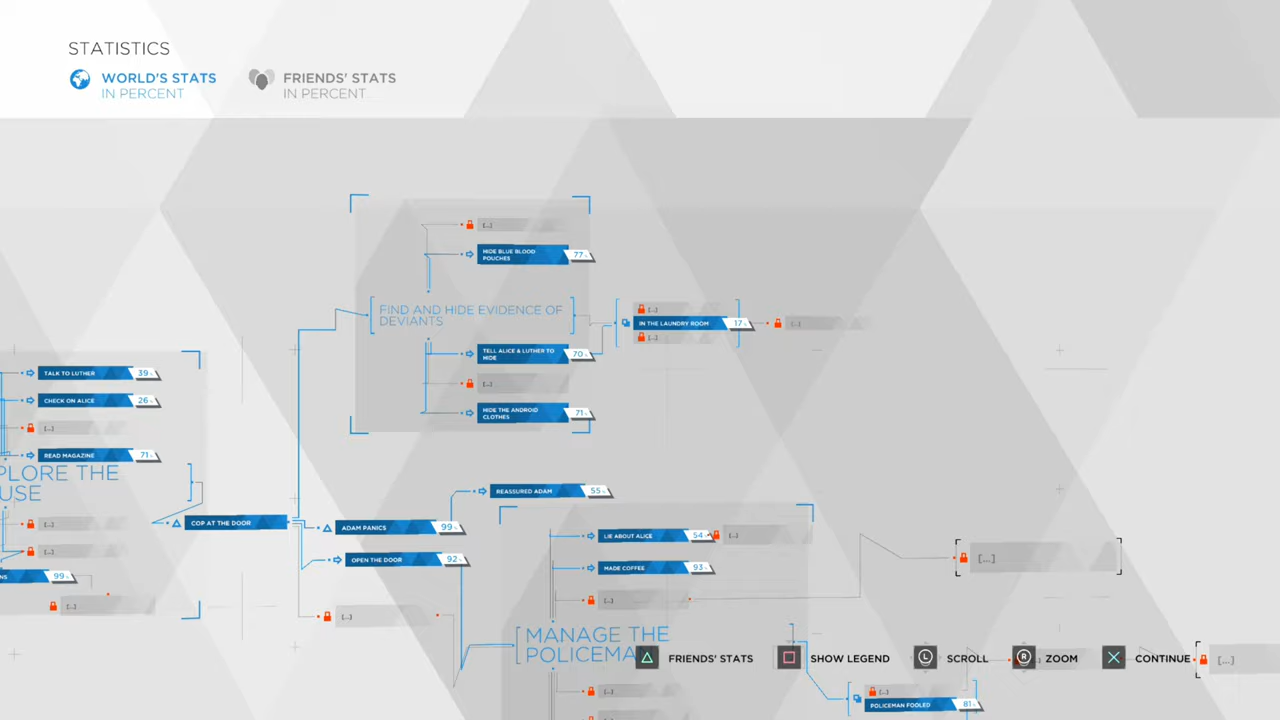 STATISTICS
WORLD'S STATS
IN PERCENT
FRIENDS' STATS
IN PERCENT
[...]
HIDE BLUE BLOOD
POUCHES
77%
FIND AND HIDE EVIDENCE OF
DEVIANTS
[...]
IN THE LAUNDRY ROOM
17%
[...]
[...]
TELL ALICE & LUTHER TO
HIDE
70%
[...]
HIDE THE ANDROID
CLOTHES
71%
TALK TO LUTHER
39%
CHECK ON ALICE
26%
[...]
READ MAGAZINE
71%
PLORE THE
USE
[...]
COP AT THE DOOR
[...]
NS
99%
[...]
REASSURED ADAM
55%
ADAM PANICS
99%
OPEN THE DOOR
92%
[...]
LIE ABOUT ALICE
54%
[...]
MADE COFFEE
93%
[...]
[...]
MANAGE THE
POLICEMA
[...]
[...]
POLICEMAN FOOLED
81%
FRIENDS' STATS
SHOW LEGEND
L
SCROLL
R
ZOOM
CONTINUE
[...]